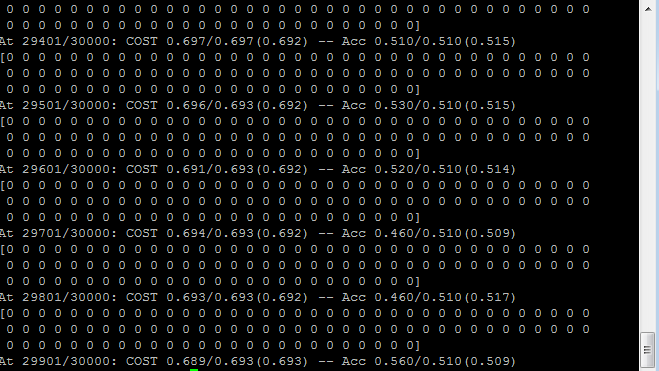 0 0 0 0 0 0 0 0 0 0 0 0 0 0 0 0 0 0 0 0 0 0 0 0 0 0 0 0 0 0 0 0 0 0 0 0 0
 0 0 0 0 0 0 0 0 0 0 0 0 0 0 0 0 0 0 0 0 0 0 0 0 0 0]
At 29401/30000: COST 0.697/0.697(0.692) -- Acc 0.510/0.510(0.515)
[0 0 0 0 0 0 0 0 0 0 0 0 0 0 0 0 0 0 0 0 0 0 0 0 0 0 0 0 0 0 0 0 0 0 0 0 0
 0 0 0 0 0 0 0 0 0 0 0 0 0 0 0 0 0 0 0 0 0 0 0 0 0 0 0 0 0 0 0 0 0 0 0 0 0
 0 0 0 0 0 0 0 0 0 0 0 0 0 0 0 0 0 0 0 0 0 0 0 0 0 0]
At 29501/30000: COST 0.696/0.693(0.692) -- Acc 0.530/0.510(0.515)
[0 0 0 0 0 0 0 0 0 0 0 0 0 0 0 0 0 0 0 0 0 0 0 0 0 0 0 0 0 0 0 0 0 0 0 0 0
 0 0 0 0 0 0 0 0 0 0 0 0 0 0 0 0 0 0 0 0 0 0 0 0 0 0 0 0 0 0 0 0 0 0 0 0 0
 0 0 0 0 0 0 0 0 0 0 0 0 0 0 0 0 0 0 0 0 0 0 0 0 0 0]
At 29601/30000: COST 0.691/0.693(0.692) -- Acc 0.520/0.510(0.514)
[0 0 0 0 0 0 0 0 0 0 0 0 0 0 0 0 0 0 0 0 0 0 0 0 0 0 0 0 0 0 0 0 0 0 0 0 0
 0 0 0 0 0 0 0 0 0 0 0 0 0 0 0 0 0 0 0 0 0 0 0 0 0 0 0 0 0 0 0 0 0 0 0 0 0
 0 0 0 0 0 0 0 0 0 0 0 0 0 0 0 0 0 0 0 0 0 0 0 0 0 0]
At 29701/30000: COST 0.694/0.693(0.692) -- Acc 0.460/0.510(0.509)
[0 0 0 0 0 0 0 0 0 0 0 0 0 0 0 0 0 0 0 0 0 0 0 0 0 0 0 0 0 0 0 0 0 0 0 0 0
 0 0 0 0 0 0 0 0 0 0 0 0 0 0 0 0 0 0 0 0 0 0 0 0 0 0 0 0 0 0 0 0 0 0 0 0 0
 0 0 0 0 0 0 0 0 0 0 0 0 0 0 0 0 0 0 0 0 0 0 0 0 0 0]
At 29801/30000: COST 0.693/0.693(0.692) -- Acc 0.460/0.510(0.517)
[0 0 0 0 0 0 0 0 0 0 0 0 0 0 0 0 0 0 0 0 0 0 0 0 0 0 0 0 0 0 0 0 0 0 0 0 0
 0 0 0 0 0 0 0 0 0 0 0 0 0 0 0 0 0 0 0 0 0 0 0 0 0 0 0 0 0 0 0 0 0 0 0 0 0
 0 0 0 0 0 0 0 0 0 0 0 0 0 0 0 0 0 0 0 0 0 0 0 0 0 0]
At 29901/30000: COST 0.689/0.693(0.693) -- Acc 0.560/0.510(0.509)